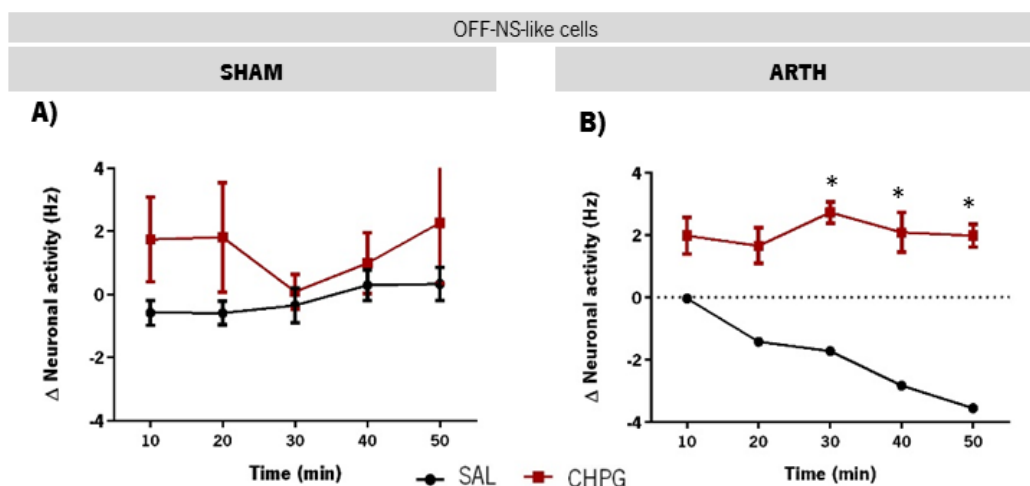 OFF-NS-like cells
SHAM
ARTH
A)
B)
Δ Neuronal activity (Hz)
4
2
0
-2
-4
10 20 30 40 50
Time (min)
Δ Neuronal activity (Hz)
4
2
0
-2
-4
* * *
10 20 30 40 50
Time (min)
SAL CHPG